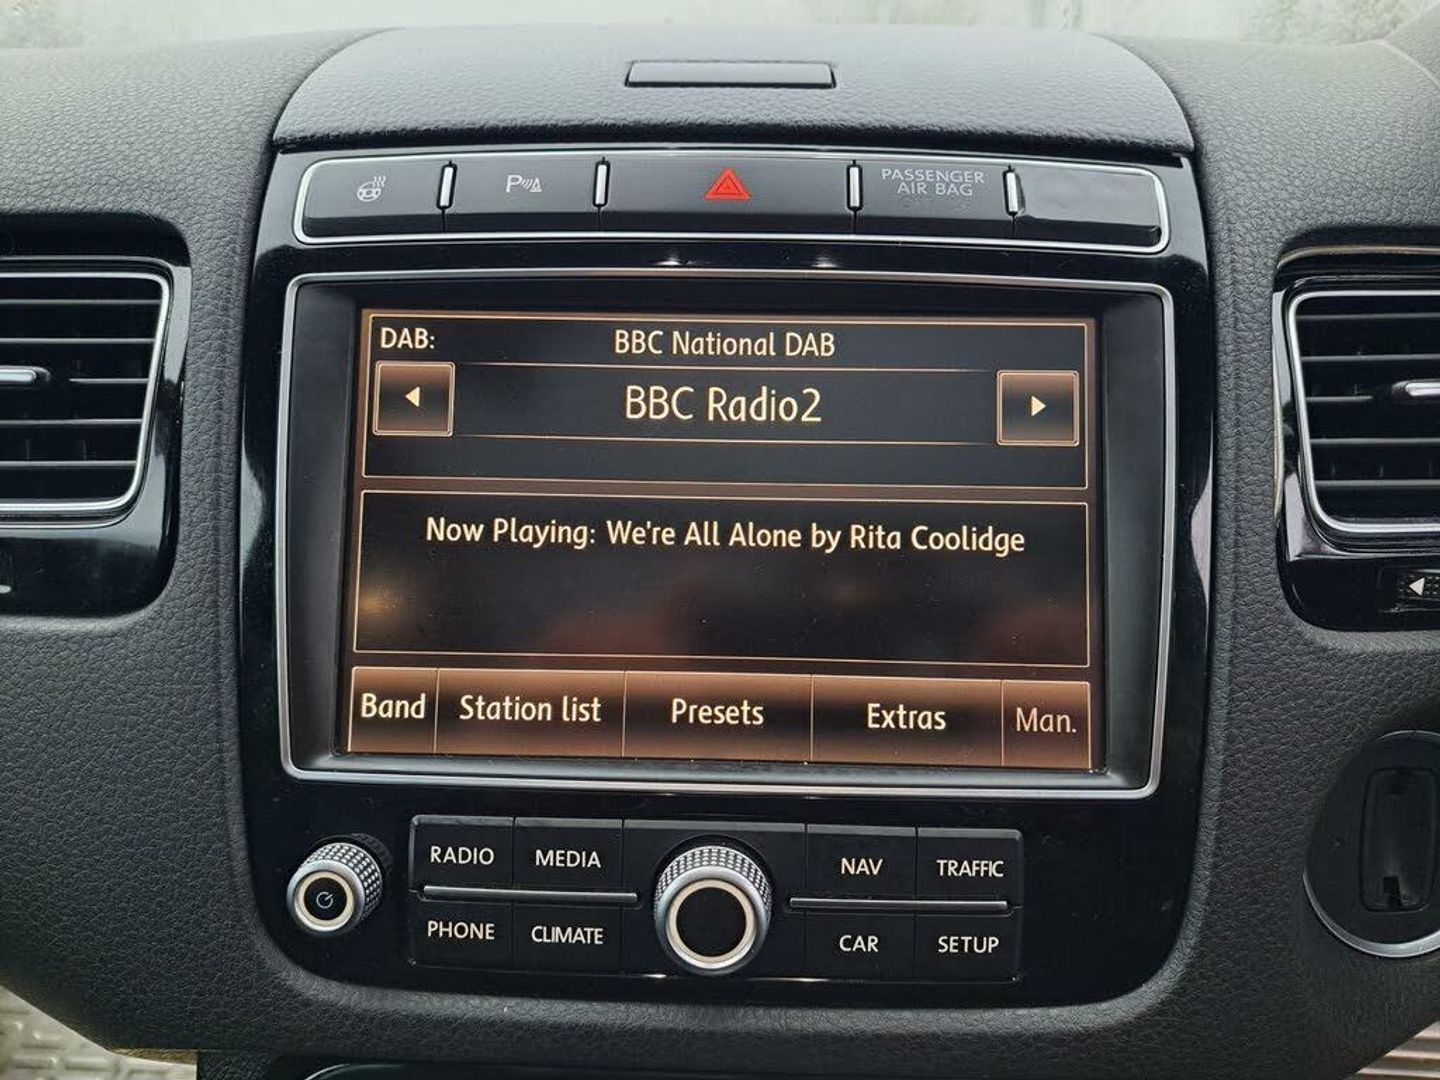 P
PASSENGER
AIR BAG
DAB:
BBC National DAB
BBC Radio2
Now Playing: We're All Alone by Rita Coolidge
Band
Station list
Presets
Extras
Man.
RADIO
MEDIA
NAV
TRAFFIC
PHONE
CLIMATE
CAR
SETUP